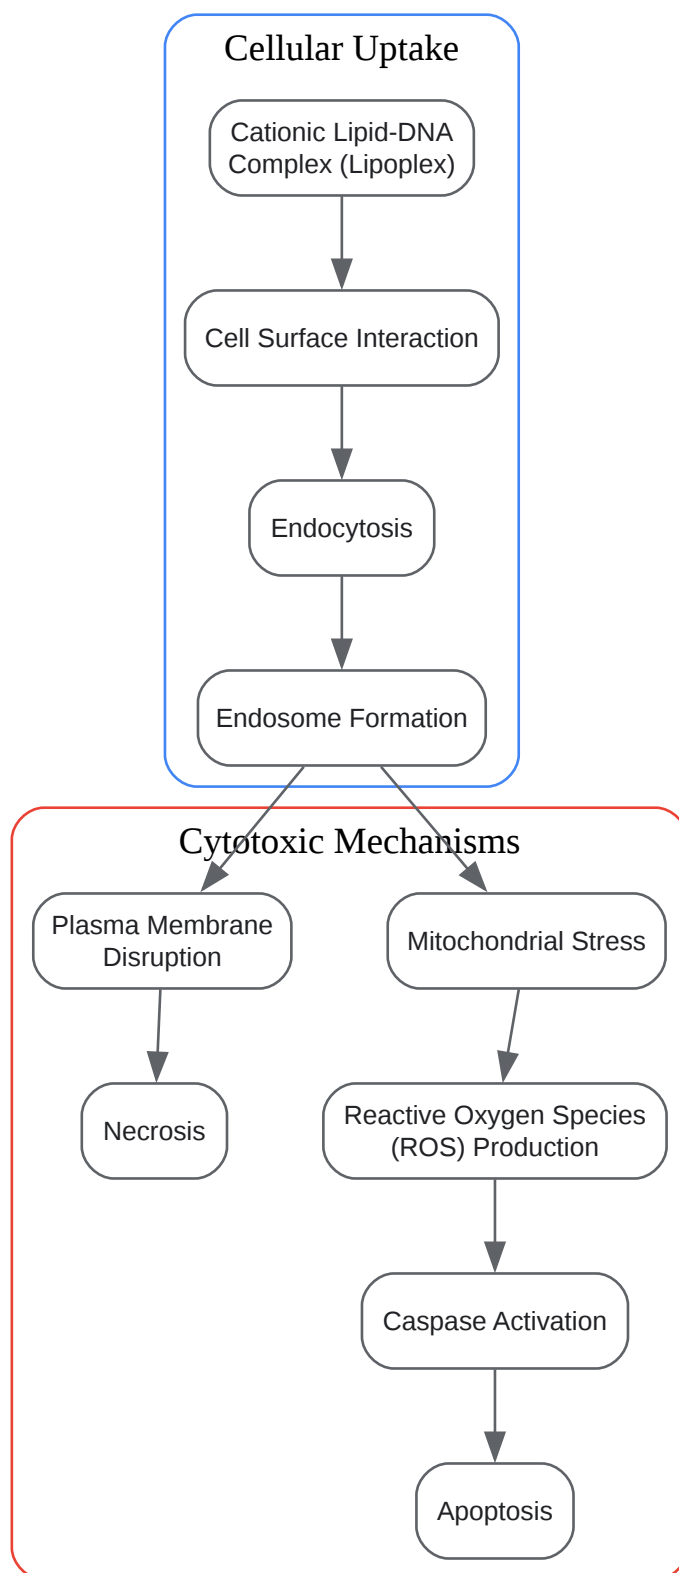 Cellular Uptake
Cationic Lipid-DNA
Complex (Lipoplex)
Cell Surface Interaction
Endocytosis
Endosome Formation
Cytotoxic Mechanisms
Plasma Membrane
Disruption
Mitochondrial Stress
Necrosis
Reactive Oxygen Species
(ROS) Production
Caspase Activation
Apoptosis